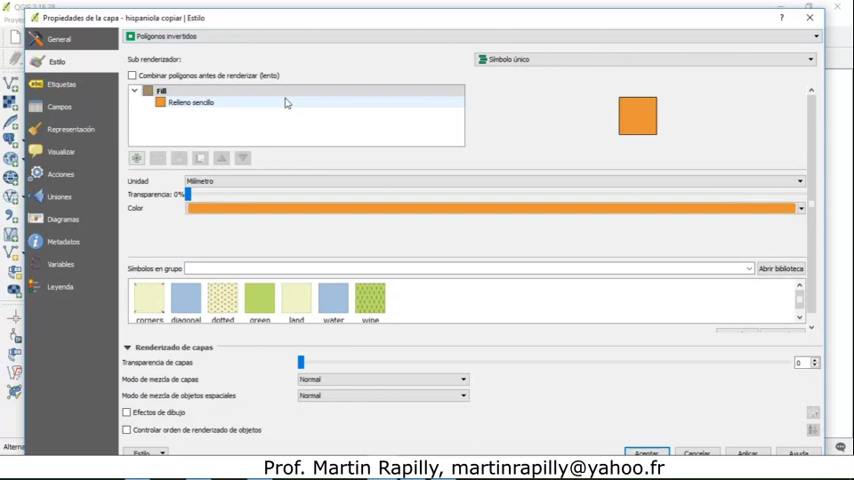 QGIS
Propiedades de la capa - hispaniola copiar | Estilo
General
Polígonos invertidos
Estilo
Sub renderizador:
Símbolo único
Combinar polígonos antes de renderizar (lento)
Etiquetas
Fill
Relleno sencillo
Campos
Representación
Visualizar
Acciones
Unidad
Milímetro
Transparencia: 0%
Uniones
Color
Diagramas
Metadatos
Variables
Símbolos en grupo
Abrir biblioteca
Leyenda
corners diagonal dotted green land water wine
Renderizado de capas
Transparencia de capas
0
Modo de mezcla de capas
Normal
Modo de mezcla de objetos espaciales
Normal
Efectos de dibujo
Controlar orden de renderizado de objetos
Estilo
Aceptar
Cancelar
Aplicar
Ayuda
Prof. Martin Rapilly, martinrapilly@yahoo.fr